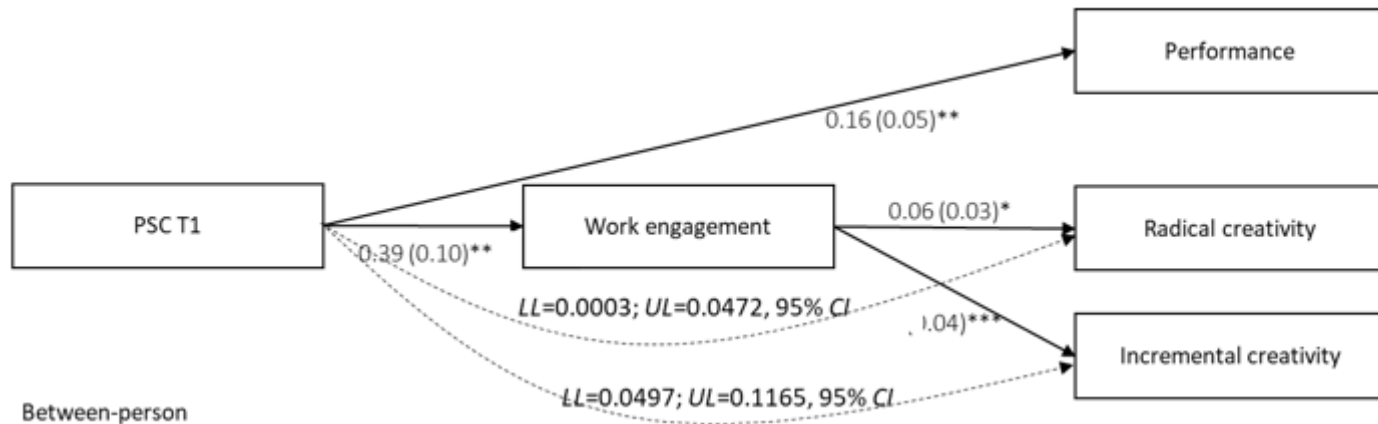 Performance
0.16 (0.05)**
PSC T1
Work engagement
0.06 (0.03)*
Radical creativity
0.39 (0.10)**
LL=0.0003; UL=0.0472, 95% CI
0.04)***
Incremental creativity
LL=0.0497; UL=0.1165, 95% CI
Between-person